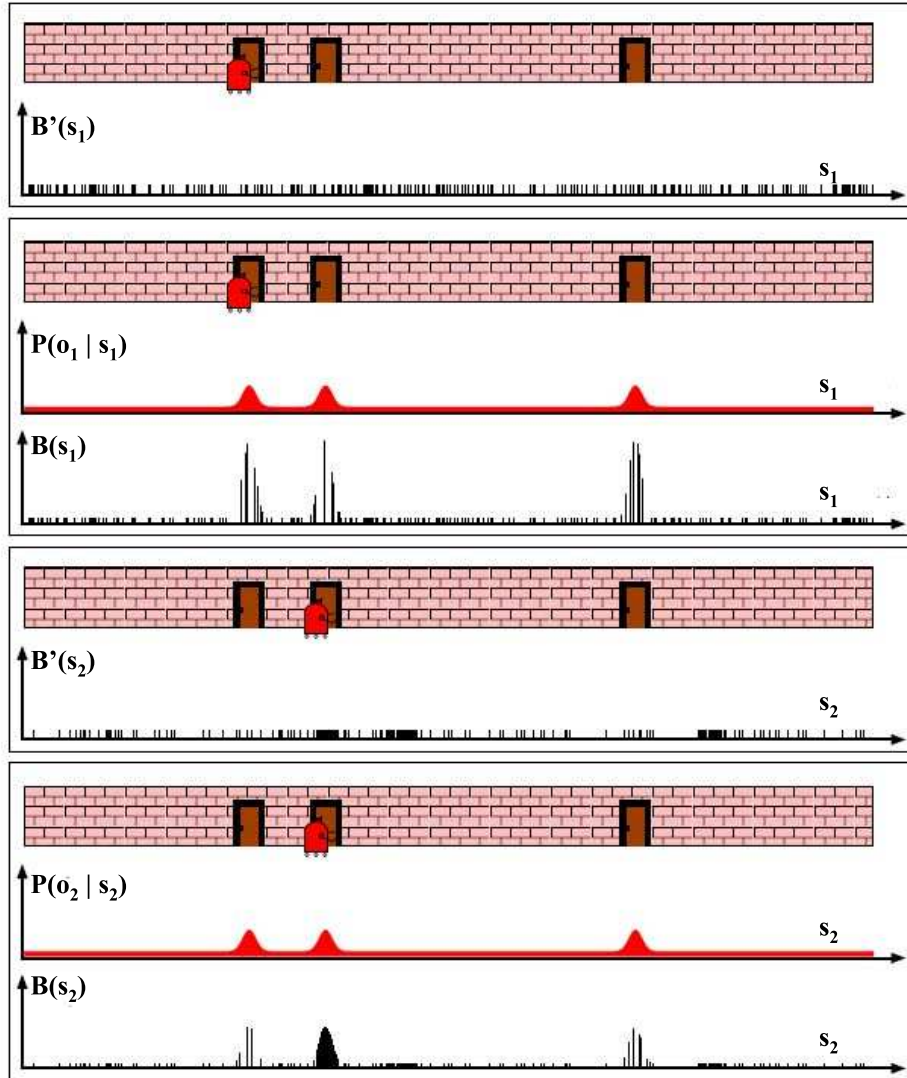 B’(s₁)
s₁
P(o₁ | s₁)
s₁
B(s₁)
s₁
B’(s₂)
s₂
P(o₂ | s₂)
s₂
B(s₂)
s₂